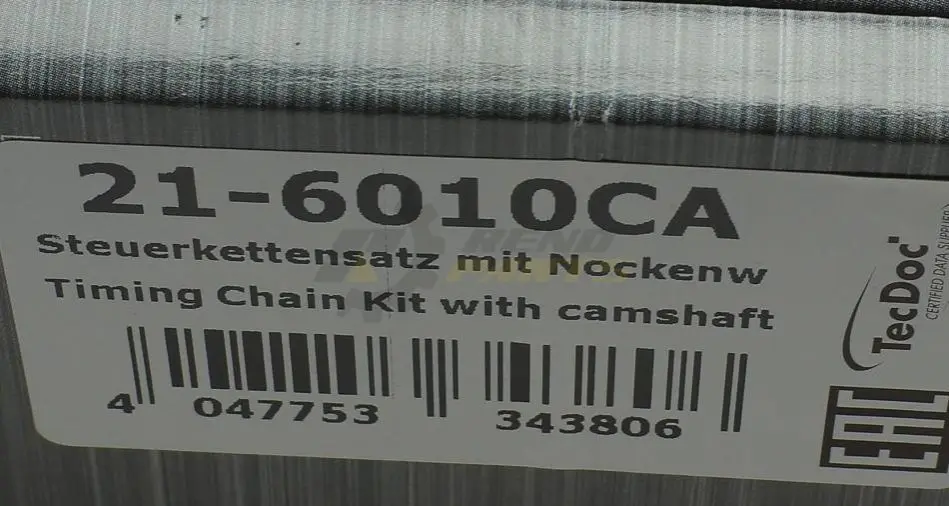 21-6010CA
Steuerkettensatz mit Nockenw
Timing Chain Kit with camshaft
4 047753 343806
TecDoc
CERTIFIED DATA SUPPLIER
EAC